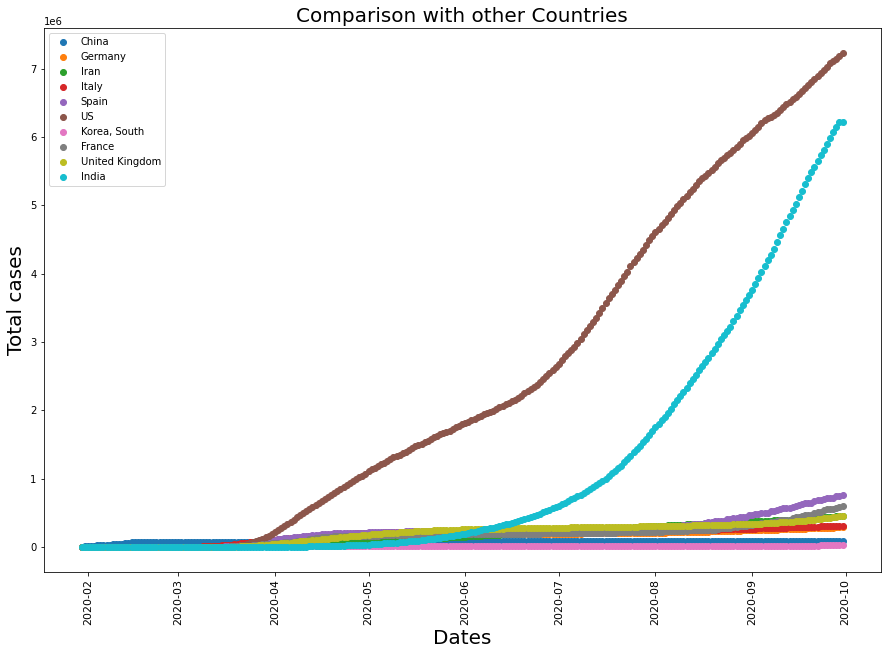 Comparison with other Countries
1e6
China
Germany
Iran
Italy
Spain
US
Korea, South
France
United Kingdom
India
7
6
5
4
3
2
1
0
Total cases
2020-02
2020-03
2020-04
2020-05
2020-06
2020-07
2020-08
2020-09
2020-10
Dates